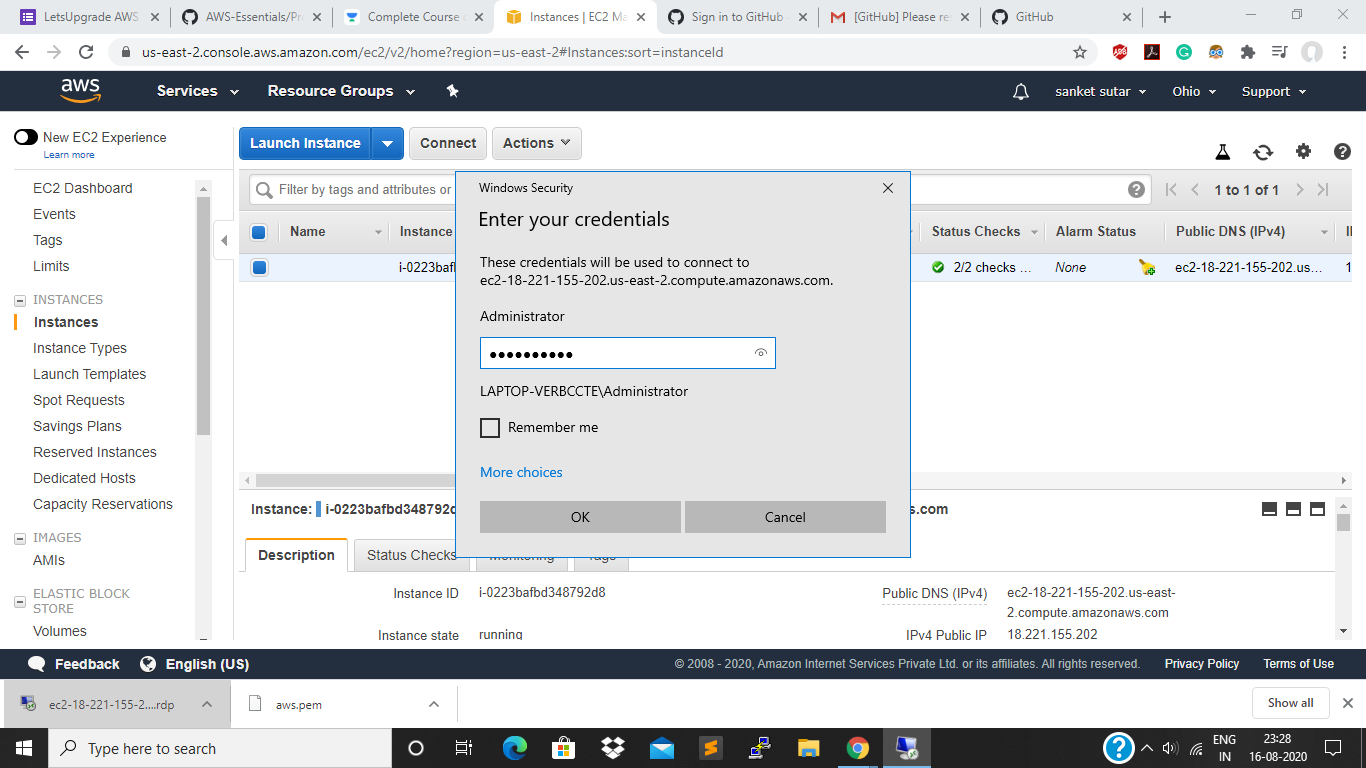 LetsUpgrade AWS
AWS-Essentials/Pr
Complete Course
Instances | EC2 Ma
Sign in to GitHub
[GitHub] Please re
GitHub
us-east-2.console.aws.amazon.com/ec2/v2/home?region=us-east-2#Instances:sort=instanceId
aws
Services
Resource Groups
sanket sutar
Ohio
Support
New EC2 Experience
Learn more
EC2 Dashboard
Events
Tags
Limits
INSTANCES
Instances
Instance Types
Launch Templates
Spot Requests
Savings Plans
Reserved Instances
Dedicated Hosts
Capacity Reservations
IMAGES
AMIs
ELASTIC BLOCK
STORE
Volumes
Launch Instance
Connect
Actions
Filter by tags and attributes or
1 to 1 of 1
Name
Instance
Status Checks
Alarm Status
Public DNS (IPv4)
i-0223bafl
2/2 checks ...
None
ec2-18-221-155-202.us...
1
Windows Security
Enter your credentials
These credentials will be used to connect to
ec2-18-221-155-202.us-east-2.compute.amazonaws.com.
Administrator
●●●●●●●●●●
LAPTOP-VERBCCTE\Administrator
Remember me
More choices
OK
Cancel
Instance:
i-0223bafbd348792d
s.com
Description
Status Checks
Monitoring
Tags
Instance ID
i-0223bafbd348792d8
Public DNS (IPv4)
ec2-18-221-155-202.us-east-
2.compute.amazonaws.com
Instance state
running
IPv4 Public IP
18.221.155.202
Feedback
English (US)
© 2008 - 2020, Amazon Internet Services Private Ltd. or its affiliates. All rights reserved.
Privacy Policy
Terms of Use
ec2-18-221-155-2....rdp
aws.pem
Show all
Type here to search
ENG
IN
23:28
16-08-2020